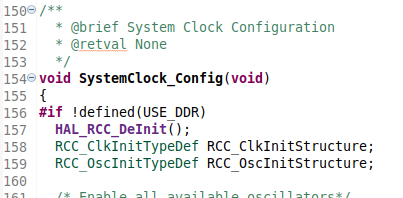 150 /**
151  * @brief System Clock Configuration
152  * @retval None
153  */
154 void SystemClock_Config(void)
155 {
156 #if !defined(USE_DDR)
157   HAL_RCC_DeInit();
158   RCC_ClkInitTypeDef RCC_ClkInitStructure;
159   RCC_OscInitTypeDef RCC_OscInitStructure;
160
161   /* Enable all available oscillators*/